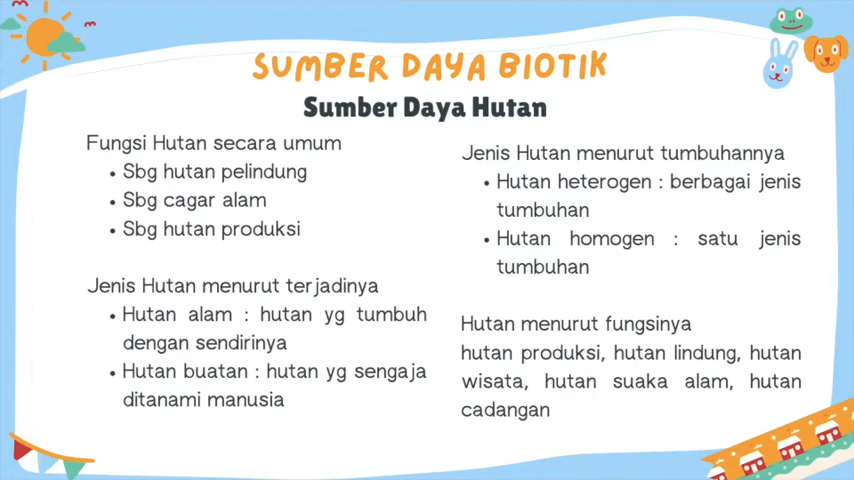 SUMBER DAYA BIOTIK
Sumber Daya Hutan
Fungsi Hutan secara umum
• Sbg hutan pelindung
• Sbg cagar alam
• Sbg hutan produksi
Jenis Hutan menurut terjadinya
• Hutan alam : hutan yg tumbuh
dengan sendirinya
• Hutan buatan : hutan yg sengaja
ditanami manusia
Jenis Hutan menurut tumbuhannya
• Hutan heterogen : berbagai jenis
tumbuhan
• Hutan homogen : satu jenis
tumbuhan
Hutan menurut fungsinya
hutan produksi, hutan lindung, hutan
wisata, hutan suaka alam, hutan
cadangan